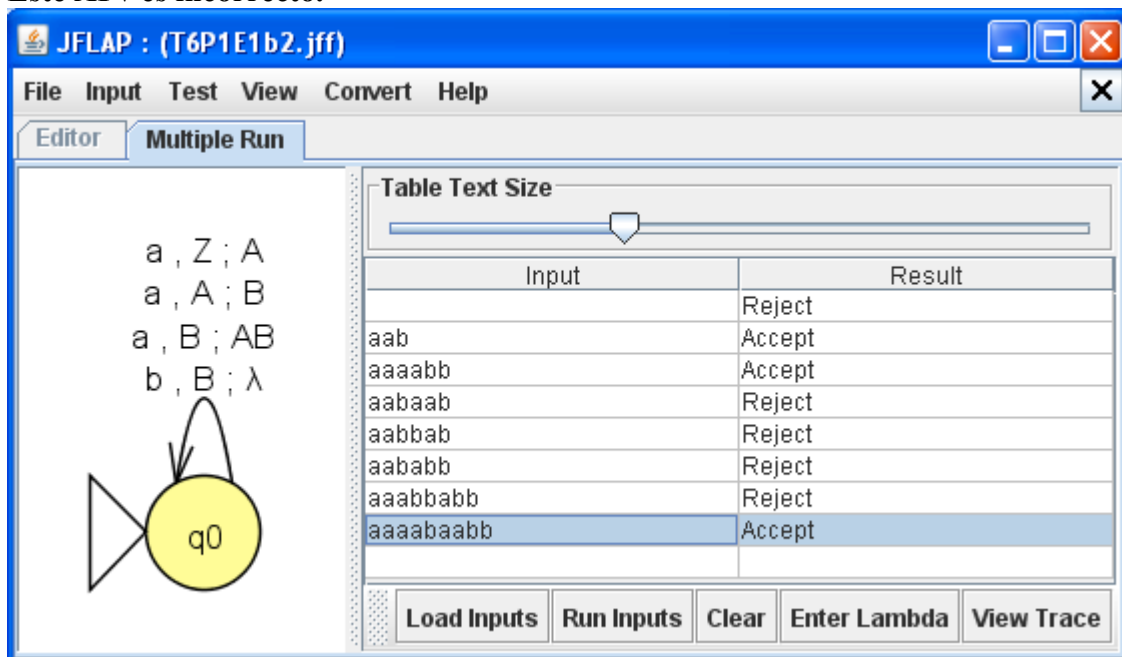 Este APV es incorrecto.
JFLAP : (T6P1E1b2.jff)
File Input Test View Convert Help
Editor Multiple Run
Table Text Size
a , Z ; A
a , A ; B
a , B ; AB
b , B ; λ
q0
Input Result
Reject
aab Accept
aaaabb Accept
aabaab Reject
aabbab Reject
aababb Reject
aaabbabb Reject
aaaabaabb Accept
Load Inputs Run Inputs Clear Enter Lambda View Trace